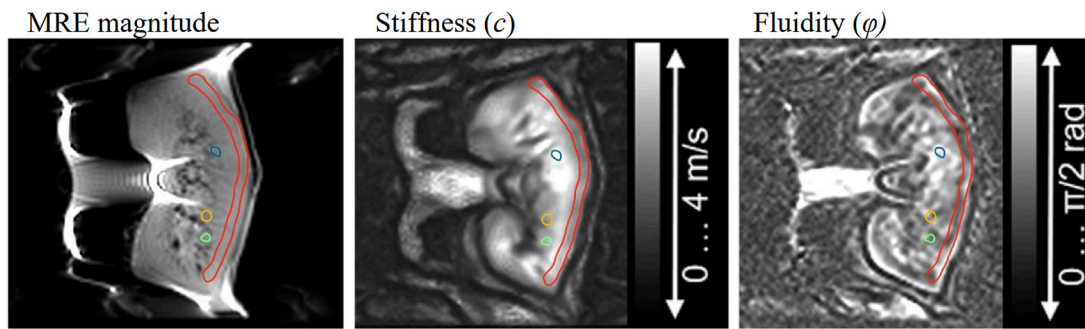 MRE magnitude
Stiffness (c)
Fluidity (φ)
0 ... 4 m/s
0 ... π/2 rad